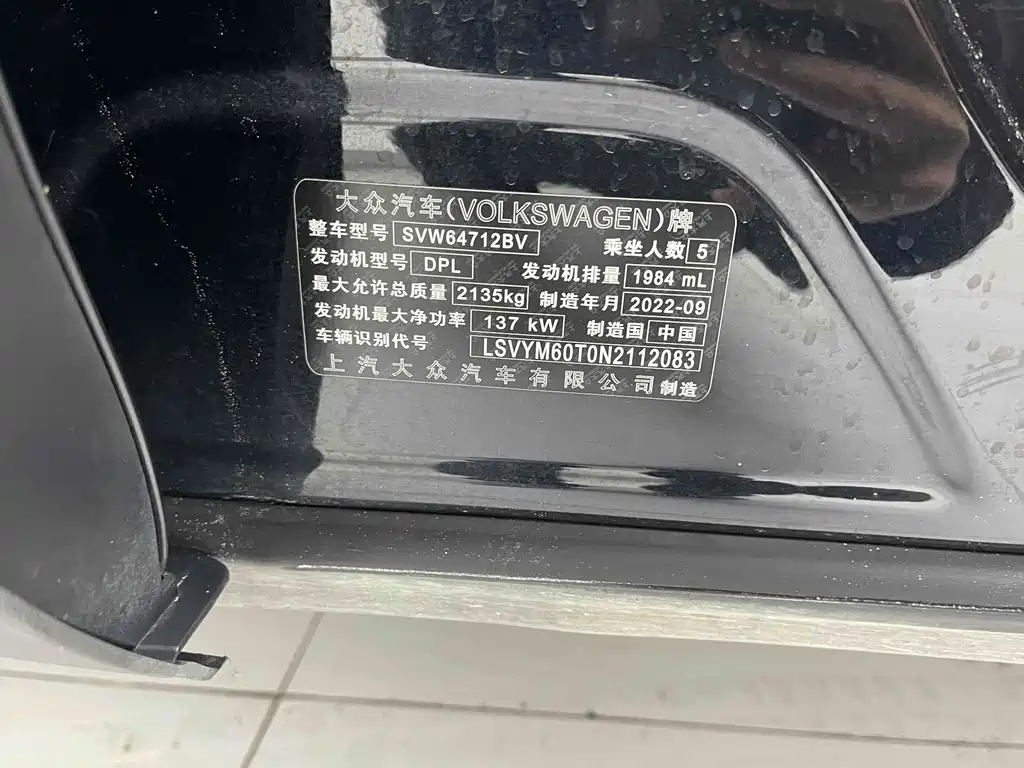 大众汽车(VOLKSWAGEN)牌
整车型号 SVW64712BV 乘坐人数 5
发动机型号 DPL 发动机排量 1984 mL
最大允许总质量 2135kg 制造年月 2022-09
发动机最大净功率 137 kW 制造国 中国
车辆识别代号 LSVYM60T0N2112083
上汽大众汽车有限公司制造